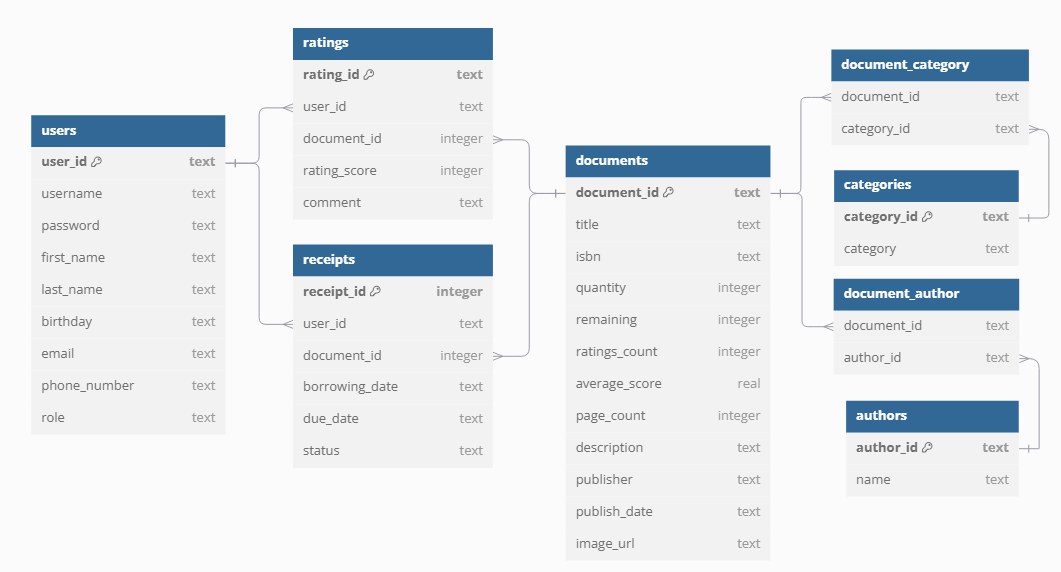 users
user_id text
username text
password text
first_name text
last_name text
birthday text
email text
phone_number text
role text
ratings
rating_id text
user_id text
document_id integer
rating_score integer
comment text
receipts
receipt_id integer
user_id text
document_id integer
borrowing_date text
due_date text
status text
documents
document_id text
title text
isbn text
quantity integer
remaining integer
ratings_count integer
average_score real
page_count integer
description text
publisher text
publish_date text
image_url text
document_category
document_id text
category_id text
categories
category_id text
category text
document_author
document_id text
author_id text
authors
author_id text
name text